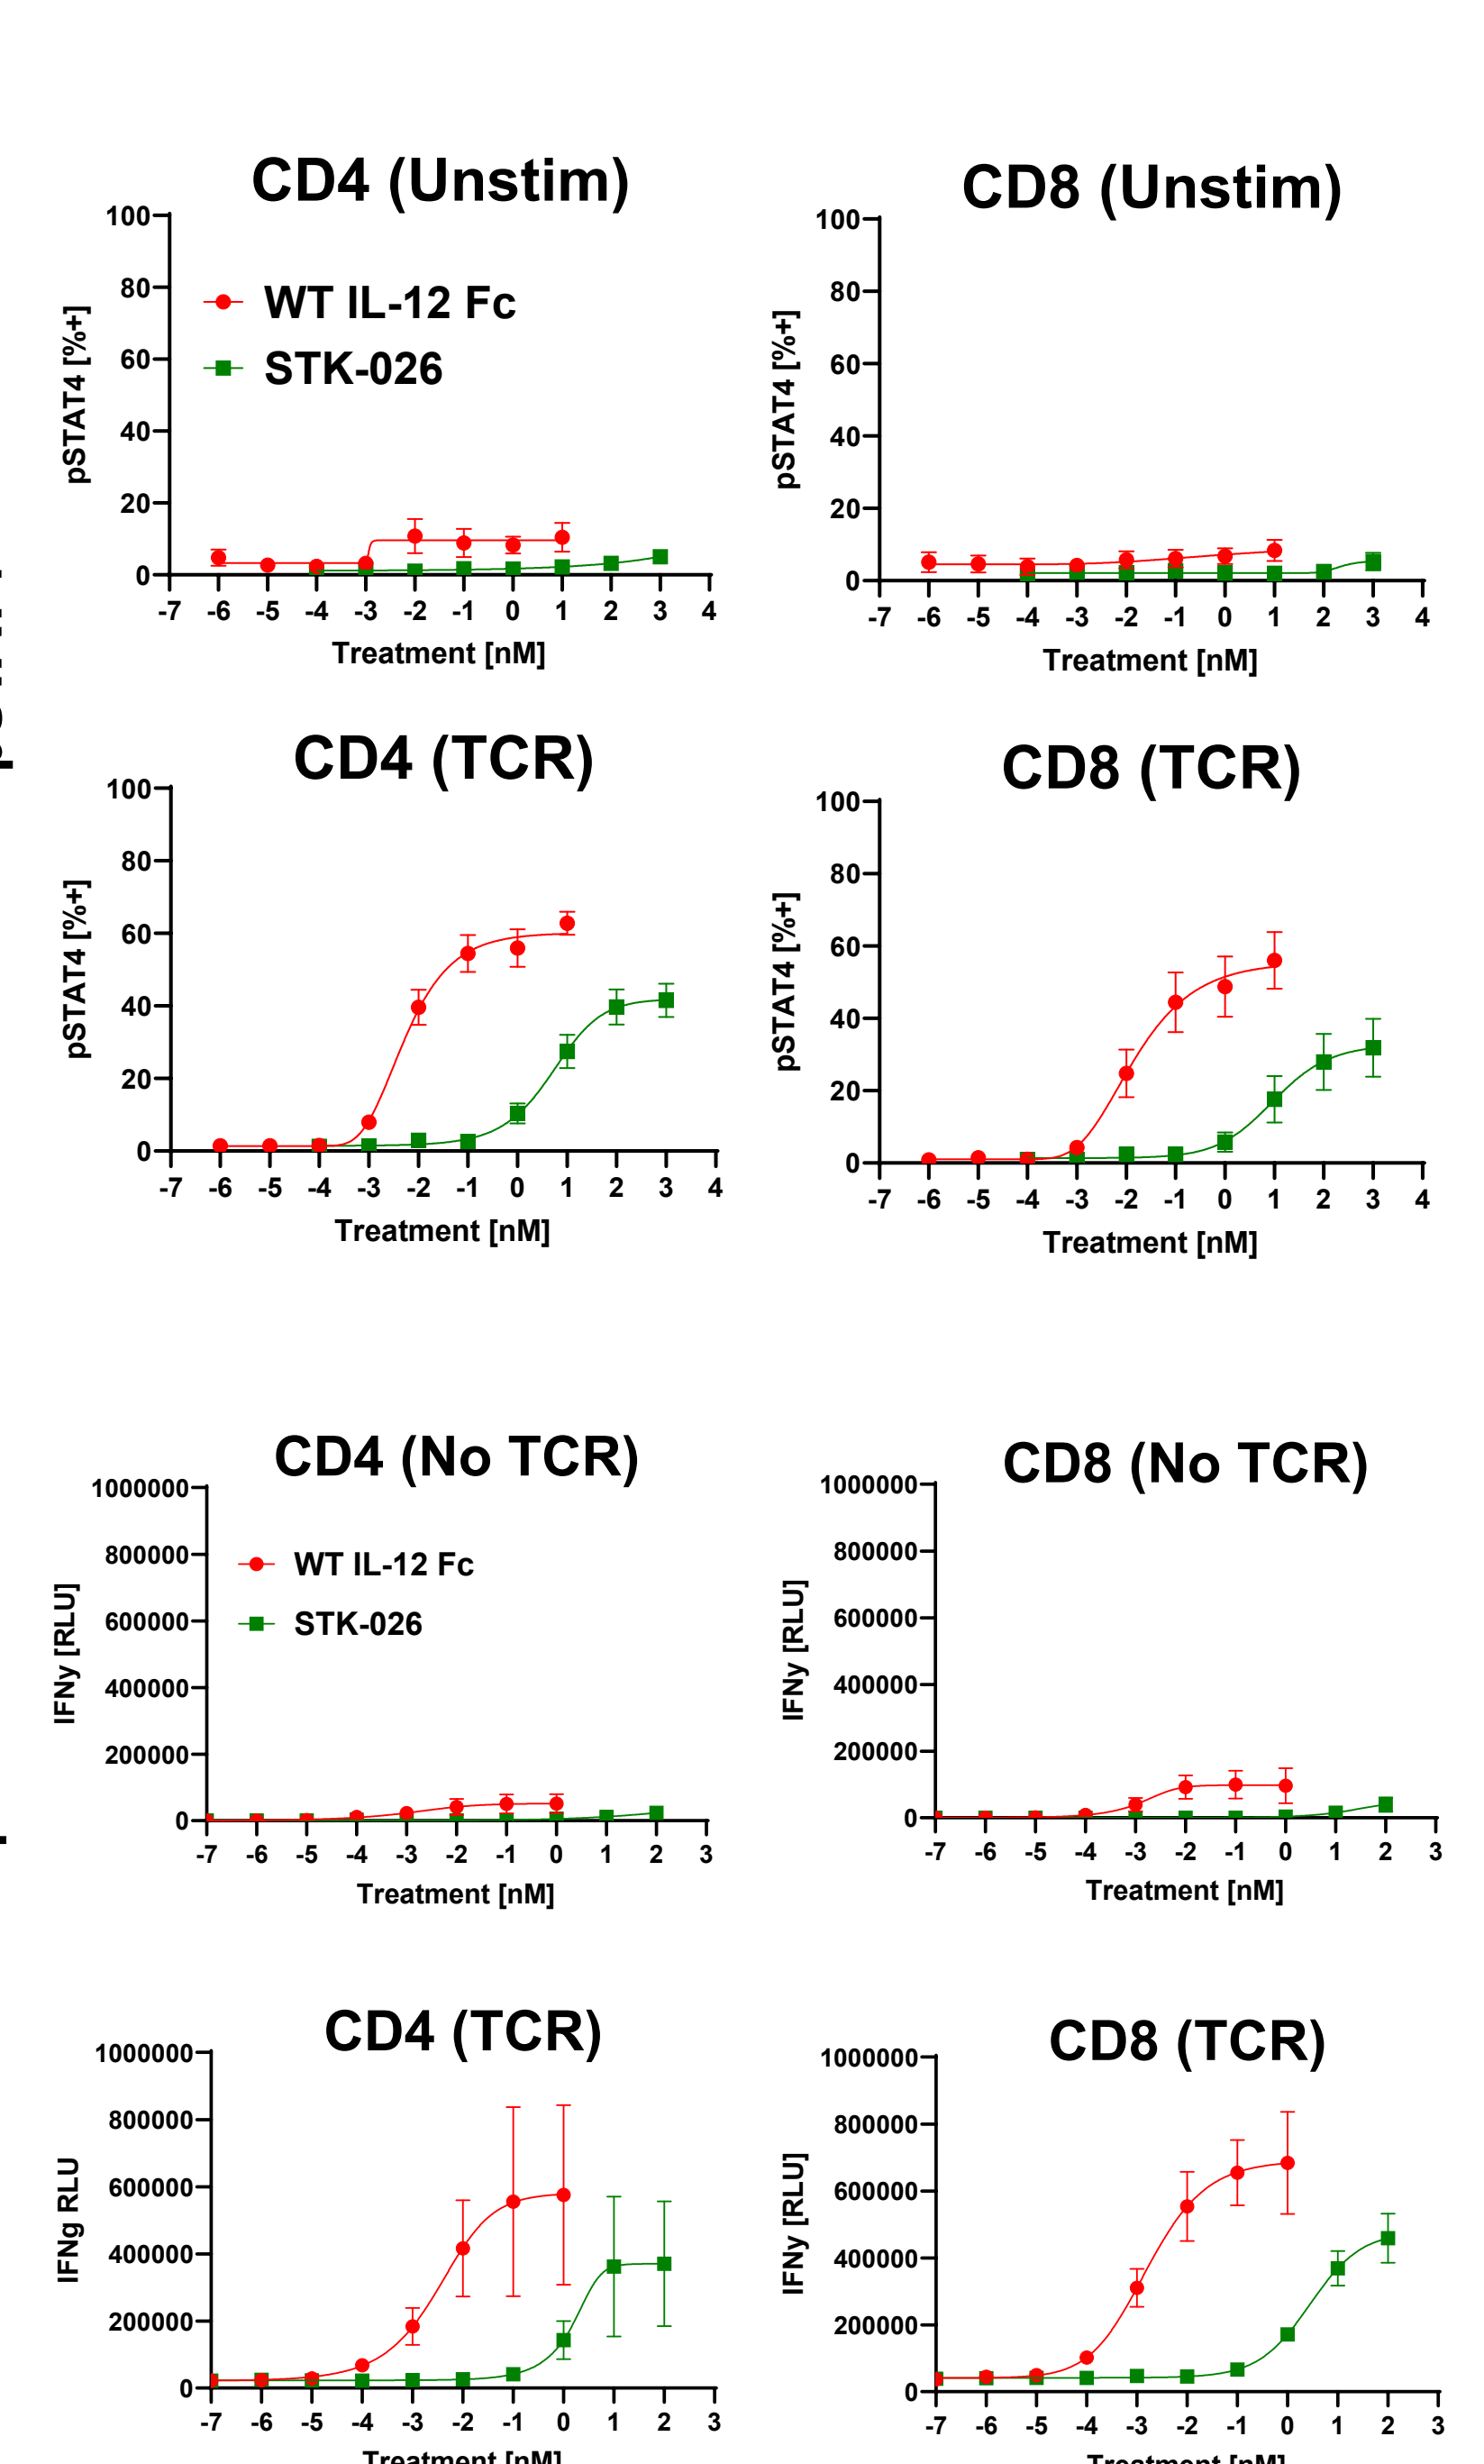 CD4 (Unstim)
100
80
60
40
20
0
pSTAT4 [%+]
WT IL-12 Fc
STK-026
-7 -6 -5 -4 -3 -2 -1 0 1 2 3 4
Treatment [nM]
CD8 (Unstim)
100
80
60
40
20
0
pSTAT4 [%+]
-7 -6 -5 -4 -3 -2 -1 0 1 2 3 4
Treatment [nM]
CD4 (TCR)
100
80
60
40
20
0
pSTAT4 [%+]
-7 -6 -5 -4 -3 -2 -1 0 1 2 3 4
Treatment [nM]
CD8 (TCR)
100
80
60
40
20
0
pSTAT4 [%+]
-7 -6 -5 -4 -3 -2 -1 0 1 2 3 4
Treatment [nM]
CD4 (No TCR)
1000000
800000
600000
400000
200000
0
IFNy [RLU]
WT IL-12 Fc
STK-026
-7 -6 -5 -4 -3 -2 -1 0 1 2 3
Treatment [nM]
CD8 (No TCR)
1000000
800000
600000
400000
200000
0
IFNy [RLU]
-7 -6 -5 -4 -3 -2 -1 0 1 2 3
Treatment [nM]
CD4 (TCR)
1000000
800000
600000
400000
200000
0
IFNg RLU
-7 -6 -5 -4 -3 -2 -1 0 1 2 3
Treatment [nM]
CD8 (TCR)
1000000
800000
600000
400000
200000
0
IFNy [RLU]
-7 -6 -5 -4 -3 -2 -1 0 1 2 3
Treatment [nM]